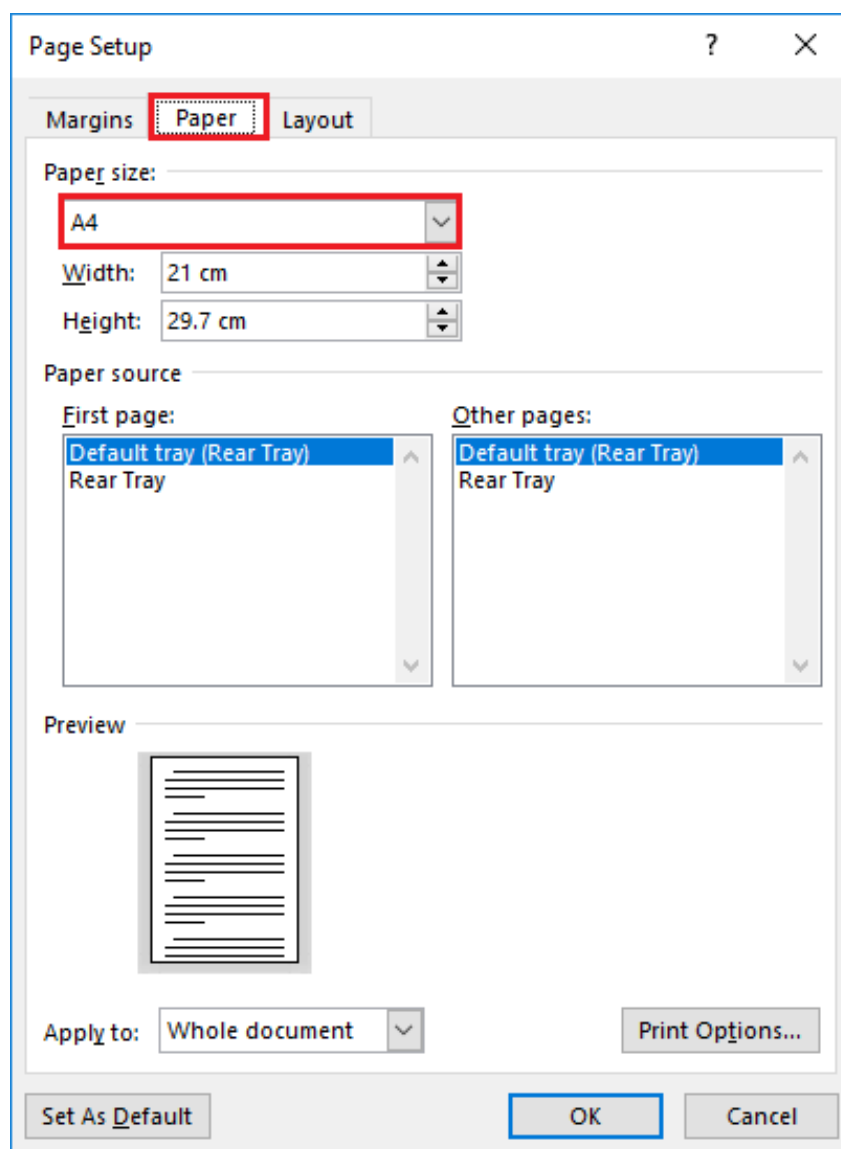 Page Setup ?
Margins Paper Layout
Paper size:
A4
Width: 21 cm
Height: 29.7 cm
Paper source
First page: Other pages:
Default tray (Rear Tray) Default tray (Rear Tray)
Rear Tray Rear Tray
Preview
Apply to: Whole document Print Options...
Set As Default OK Cancel